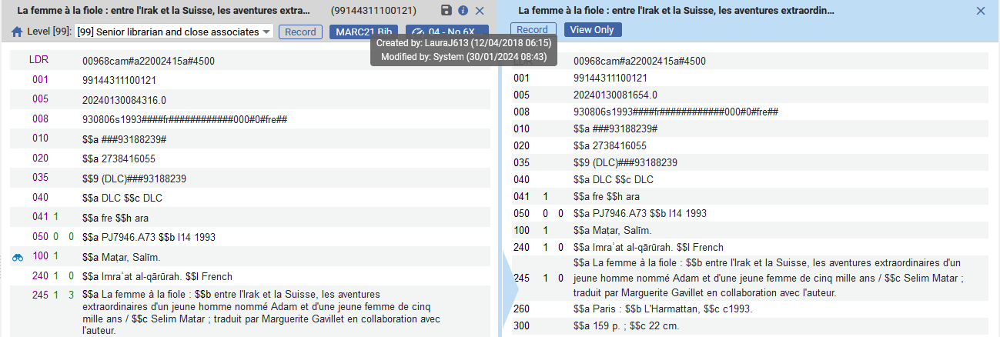 La femme à la fiole : entre l'Irak et la Suisse, les aventures extra... (99144311100121)
Level [99]: [99] Senior librarian and close associates Record MARC21 Bib 04 - No 6X...
Created by: LauraJ613 (12/04/2018 06:15)
Modified by: System (30/01/2024 08:43)
LDR 00968cam#a22002415a#4500
001 99144311100121
005 20240130084316.0
008 930806s1993####fr############000#0#fre##
010 $$a ###93188239#
020 $$a 2738416055
035 $$9 (DLC)###93188239
040 $$a DLC $$c DLC
041 1 $$a fre $$h ara
050 0 0 $$a PJ7946.A73 $$b I14 1993
100 1 $$a Maṭar, Salīm.
240 1 0 $$a Imraʼat al-qārūrah. $$l French
245 1 3 $$a La femme à la fiole : $$b entre l'Irak et la Suisse, les aventures
extraordinaires d'un jeune homme nommé Adam et d'une jeune femme de cinq
mille ans / $$c Selim Matar ; traduit par Marguerite Gavillet en collaboration avec
l'auteur.
La femme à la fiole : entre l'Irak et la Suisse, les aventures extraordin...
Record View Only
LDR 00968cam#a22002415a#4500
001 99144311100121
005 20240130081654.0
008 930806s1993####fr############000#0#fre##
010 $$a ###93188239#
020 $$a 2738416055
035 $$9 (DLC)###93188239
040 $$a DLC $$c DLC
041 1 $$a fre $$h ara
050 0 0 $$a PJ7946.A73 $$b I14 1993
100 1 $$a Maṭar, Salīm.
240 1 0 $$a Imraʼat al-qārūrah. $$l French
$$a La femme à la fiole : $$b entre l'Irak et la Suisse, les aventures extraordinaires d'un
245 1 0 jeune homme nommé Adam et d'une jeune femme de cinq mille ans / $$c Selim Matar ;
traduit par Marguerite Gavillet en collaboration avec l'auteur.
260 $$a Paris : $$b L'Harmattan, $$c c1993.
300 $$a 159 p. ; $$c 22 cm.